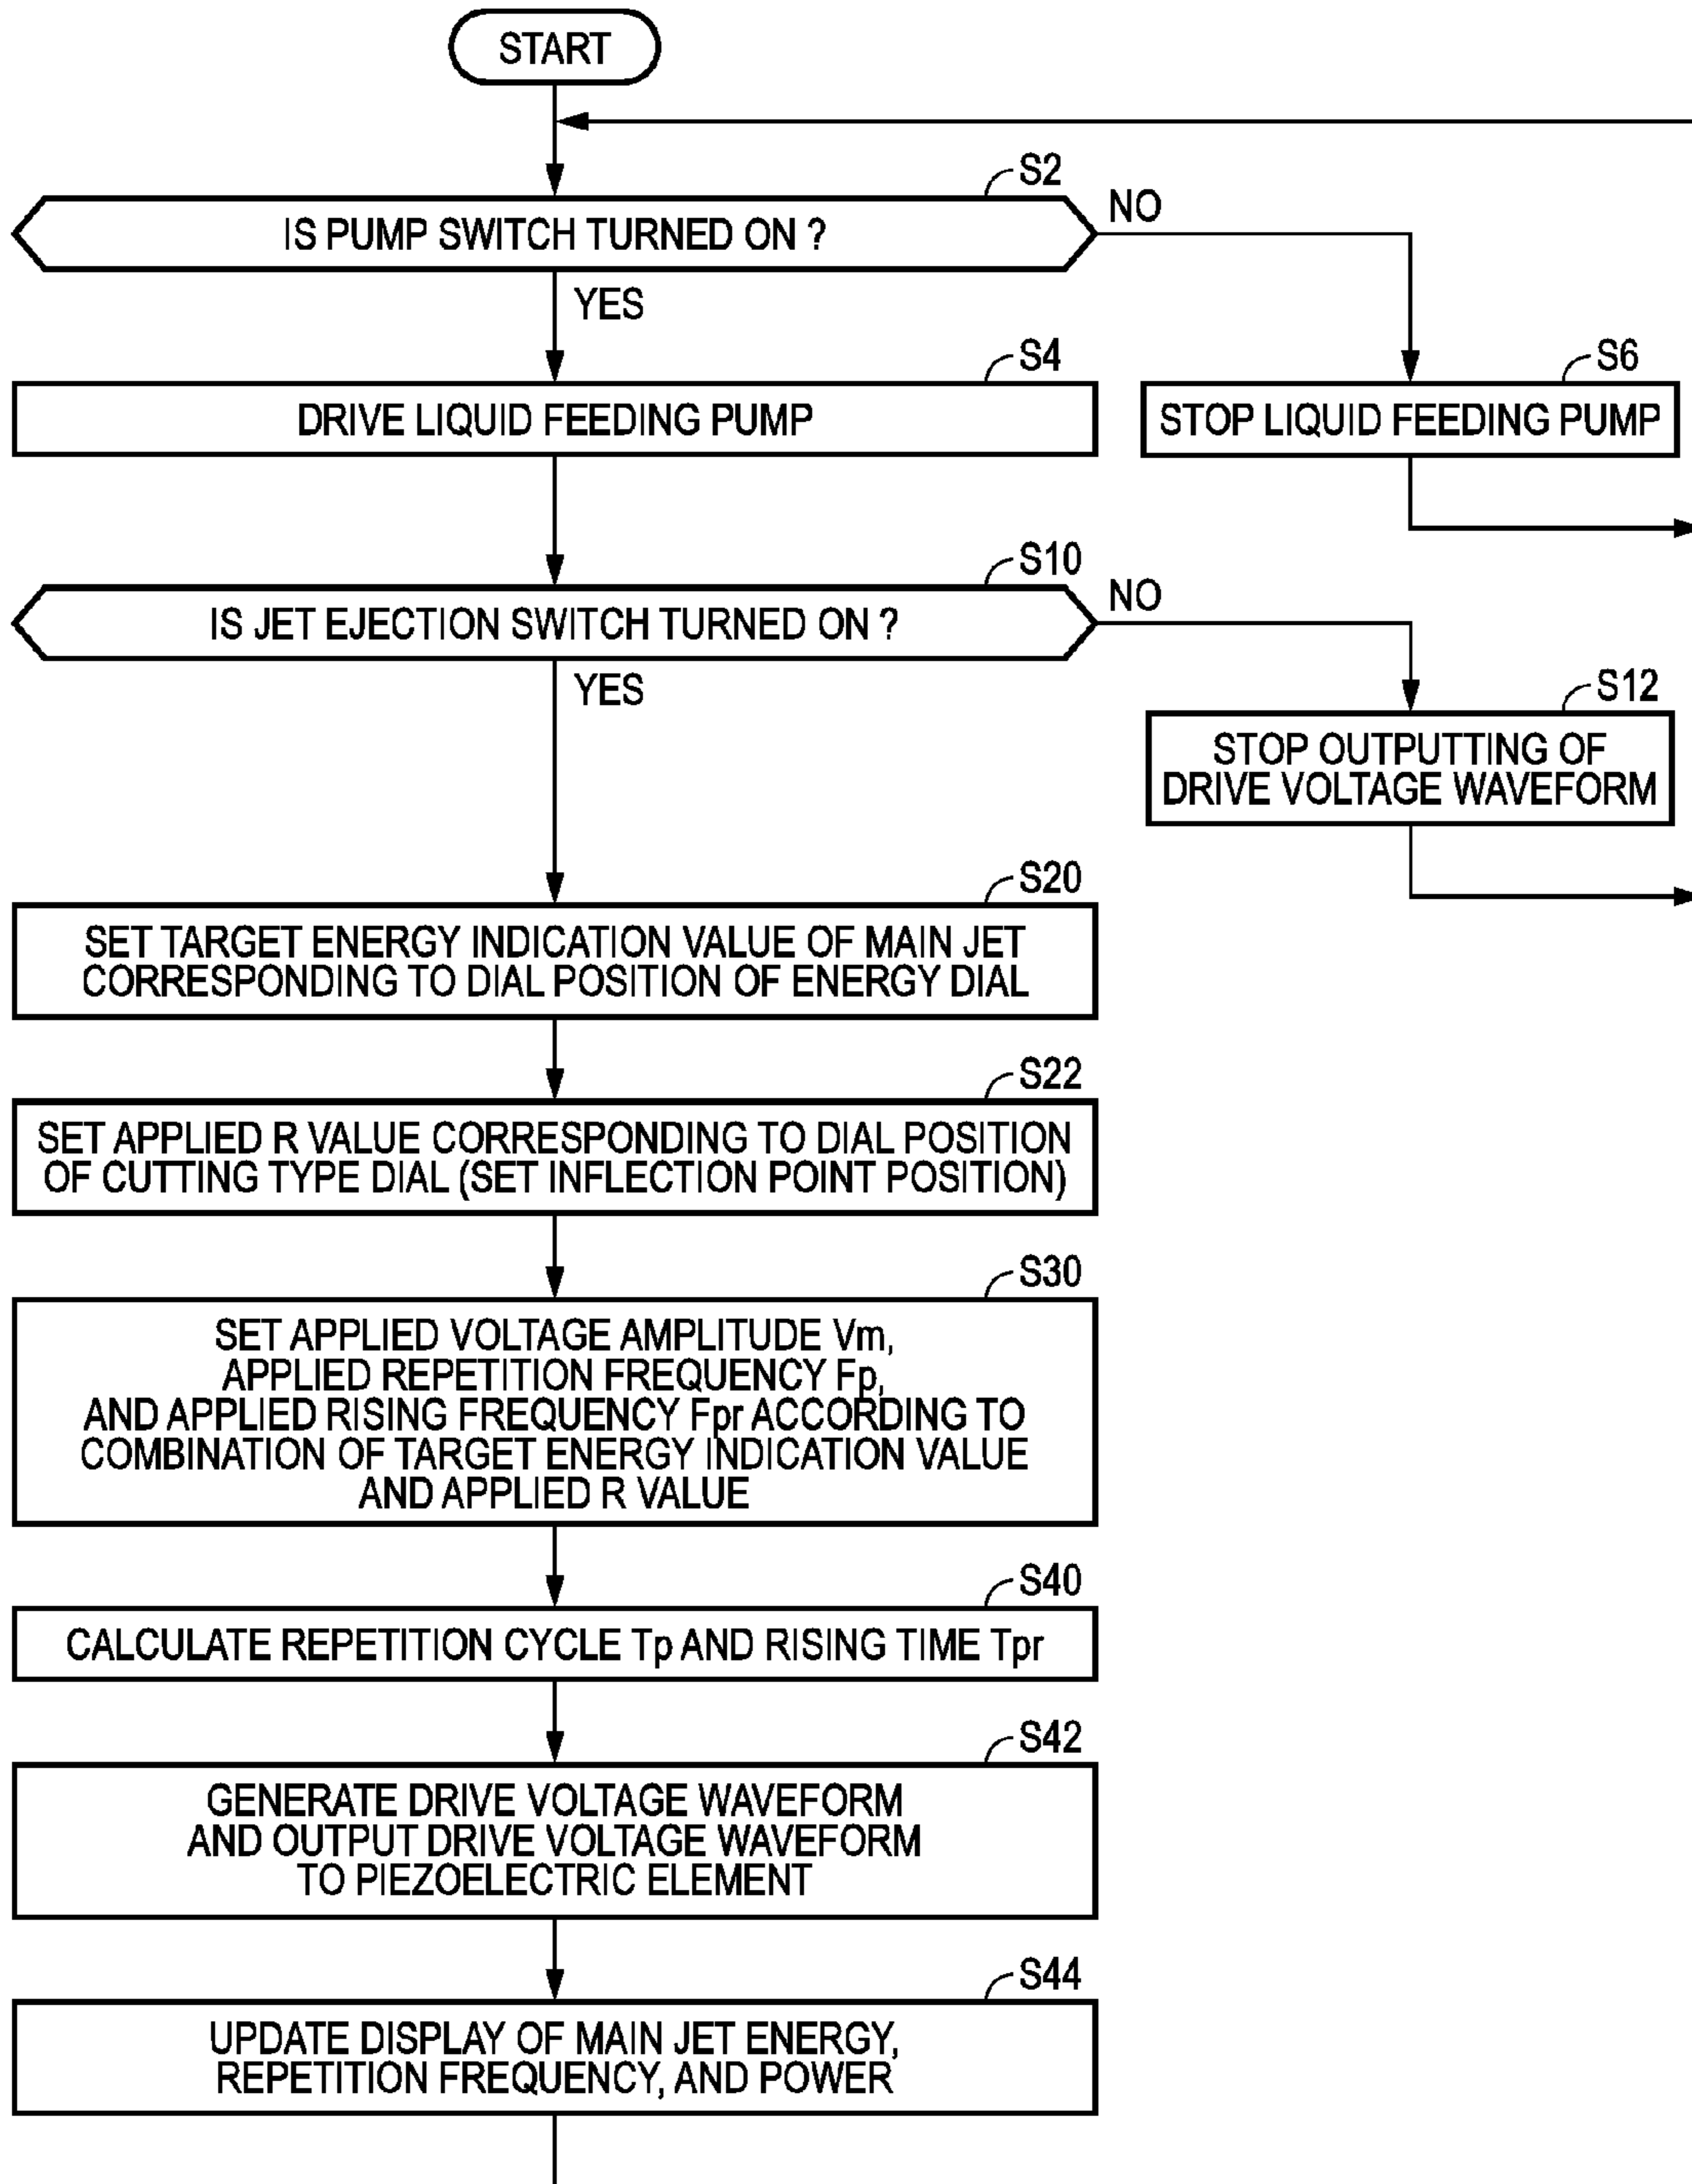 START
S2
IS PUMP SWITCH TURNED ON ?
NO
YES
S4
DRIVE LIQUID FEEDING PUMP
S6
STOP LIQUID FEEDING PUMP
S10
IS JET EJECTION SWITCH TURNED ON ?
NO
YES
S12
STOP OUTPUTTING OF
DRIVE VOLTAGE WAVEFORM
S20
SET TARGET ENERGY INDICATION VALUE OF MAIN JET
CORRESPONDING TO DIAL POSITION OF ENERGY DIAL
S22
SET APPLIED R VALUE CORRESPONDING TO DIAL POSITION
OF CUTTING TYPE DIAL (SET INFLECTION POINT POSITION)
S30
SET APPLIED VOLTAGE AMPLITUDE Vm,
APPLIED REPETITION FREQUENCY Fp,
AND APPLIED RISING FREQUENCY Fpr ACCORDING TO
COMBINATION OF TARGET ENERGY INDICATION VALUE
AND APPLIED R VALUE
S40
CALCULATE REPETITION CYCLE Tp AND RISING TIME Tpr
S42
GENERATE DRIVE VOLTAGE WAVEFORM
AND OUTPUT DRIVE VOLTAGE WAVEFORM
TO PIEZOELECTRIC ELEMENT
S44
UPDATE DISPLAY OF MAIN JET ENERGY,
REPETITION FREQUENCY, AND POWER